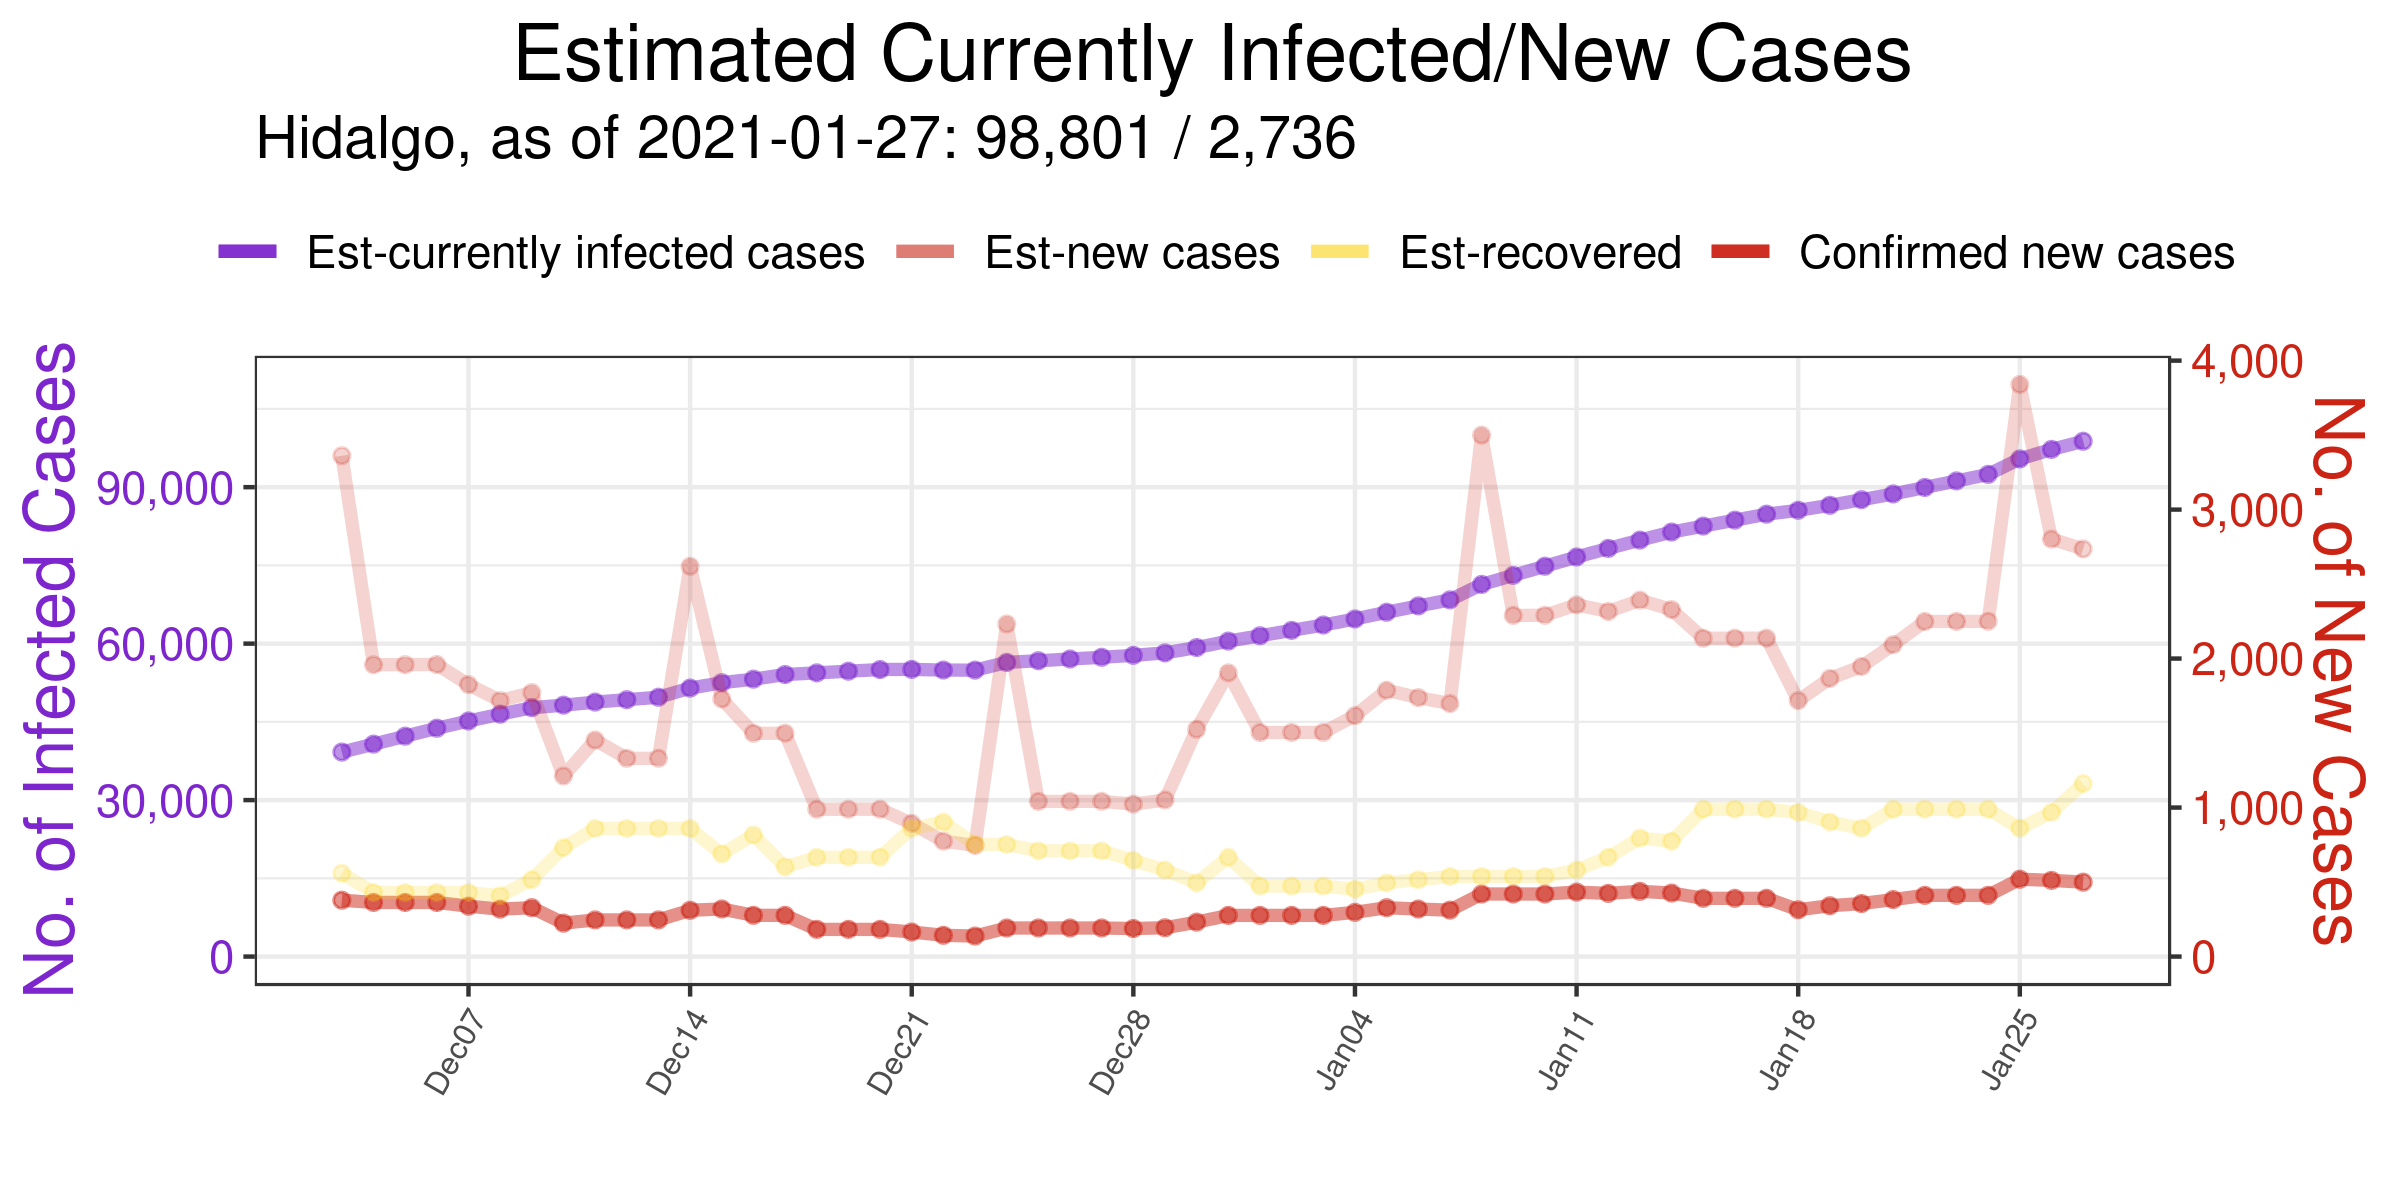 Estimated Currently Infected/New Cases
Hidalgo, as of 2021-01-27: 98,801 / 2,736
Est-currently infected cases Est-new cases Est-recovered Confirmed new cases
No. of Infected Cases
90,000
60,000
30,000
0
4,000
3,000
2,000
1,000
0
No. of New Cases
Dec07 Dec14 Dec21 Dec28 Jan04 Jan11 Jan18 Jan25